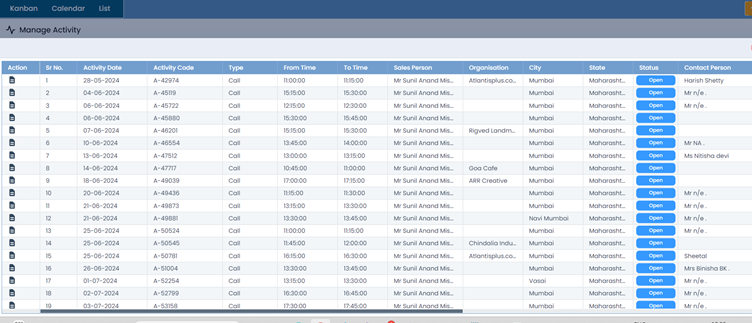 Kanban Calendar List
Manage Activity
Action Sr No. Activity Date Activity Code Type From Time To Time Sales Person Organisation City State Status Contact Person
1 28-05-2024 A-42974 Call 11:00:00 11:15:00 Mr Sunil Anand Mis... Atlantisplus.co... Mumbai Maharasht... Open Harish Shetty
2 04-06-2024 A-45119 Call 15:15:00 15:30:00 Mr Sunil Anand Mis... Mumbai Maharasht... Open Mr n/e .
3 06-06-2024 A-45722 Call 12:15:00 12:30:00 Mr Sunil Anand Mis... Mumbai Maharasht... Open Mr n/e .
4 06-06-2024 A-45880 Call 15:30:00 15:45:00 Mr Sunil Anand Mis... Mumbai Maharasht... Open
5 07-06-2024 A-46201 Call 15:15:00 15:30:00 Mr Sunil Anand Mis... Rigved Landm... Mumbai Maharasht... Open
6 10-06-2024 A-46554 Call 13:45:00 14:00:00 Mr Sunil Anand Mis... Mumbai Maharasht... Open Mr NA .
7 13-06-2024 A-47512 Call 13:00:00 13:15:00 Mr Sunil Anand Mis... Mumbai Maharasht... Open Ms Nitisha devi
8 14-06-2024 A-47717 Call 10:45:00 11:00:00 Mr Sunil Anand Mis... Goa Cafe Mumbai Maharasht... Open
9 18-06-2024 A-49039 Call 17:00:00 17:15:00 Mr Sunil Anand Mis... ARR Creative Mumbai Maharasht... Open
10 20-06-2024 A-49436 Call 11:15:00 11:30:00 Mr Sunil Anand Mis... Mumbai Maharasht... Open Mr n/e .
11 21-06-2024 A-49873 Call 13:15:00 13:30:00 Mr Sunil Anand Mis... Mumbai Maharasht... Open Mr n/e .
12 21-06-2024 A-49881 Call 13:30:00 13:45:00 Mr Sunil Anand Mis... Navi Mumbai Maharasht... Open Mr n/e .
13 25-06-2024 A-50524 Call 11:00:00 11:15:00 Mr Sunil Anand Mis... Mumbai Maharasht... Open Mr n/e .
14 25-06-2024 A-50545 Call 11:45:00 12:00:00 Mr Sunil Anand Mis... Chindalia Indu... Mumbai Maharasht... Open
15 25-06-2024 A-50781 Call 16:15:00 16:30:00 Mr Sunil Anand Mis... Atlantisplus.co... Mumbai Maharasht... Open Sheetal
16 26-06-2024 A-51004 Call 13:30:00 13:45:00 Mr Sunil Anand Mis... Mumbai Maharasht... Open Mrs Binisha BK .
17 01-07-2024 A-52254 Call 13:15:00 13:30:00 Mr Sunil Anand Mis... Vasai Maharasht... Open Mr n/e .
18 02-07-2024 A-52799 Call 16:30:00 16:45:00 Mr Sunil Anand Mis... Mumbai Maharasht... Open Mr n/e .
19 03-07-2024 A-53158 Call 17:30:00 17:45:00 Mr Sunil Anand Mis... Mumbai Maharasht... Open Mr n/e .